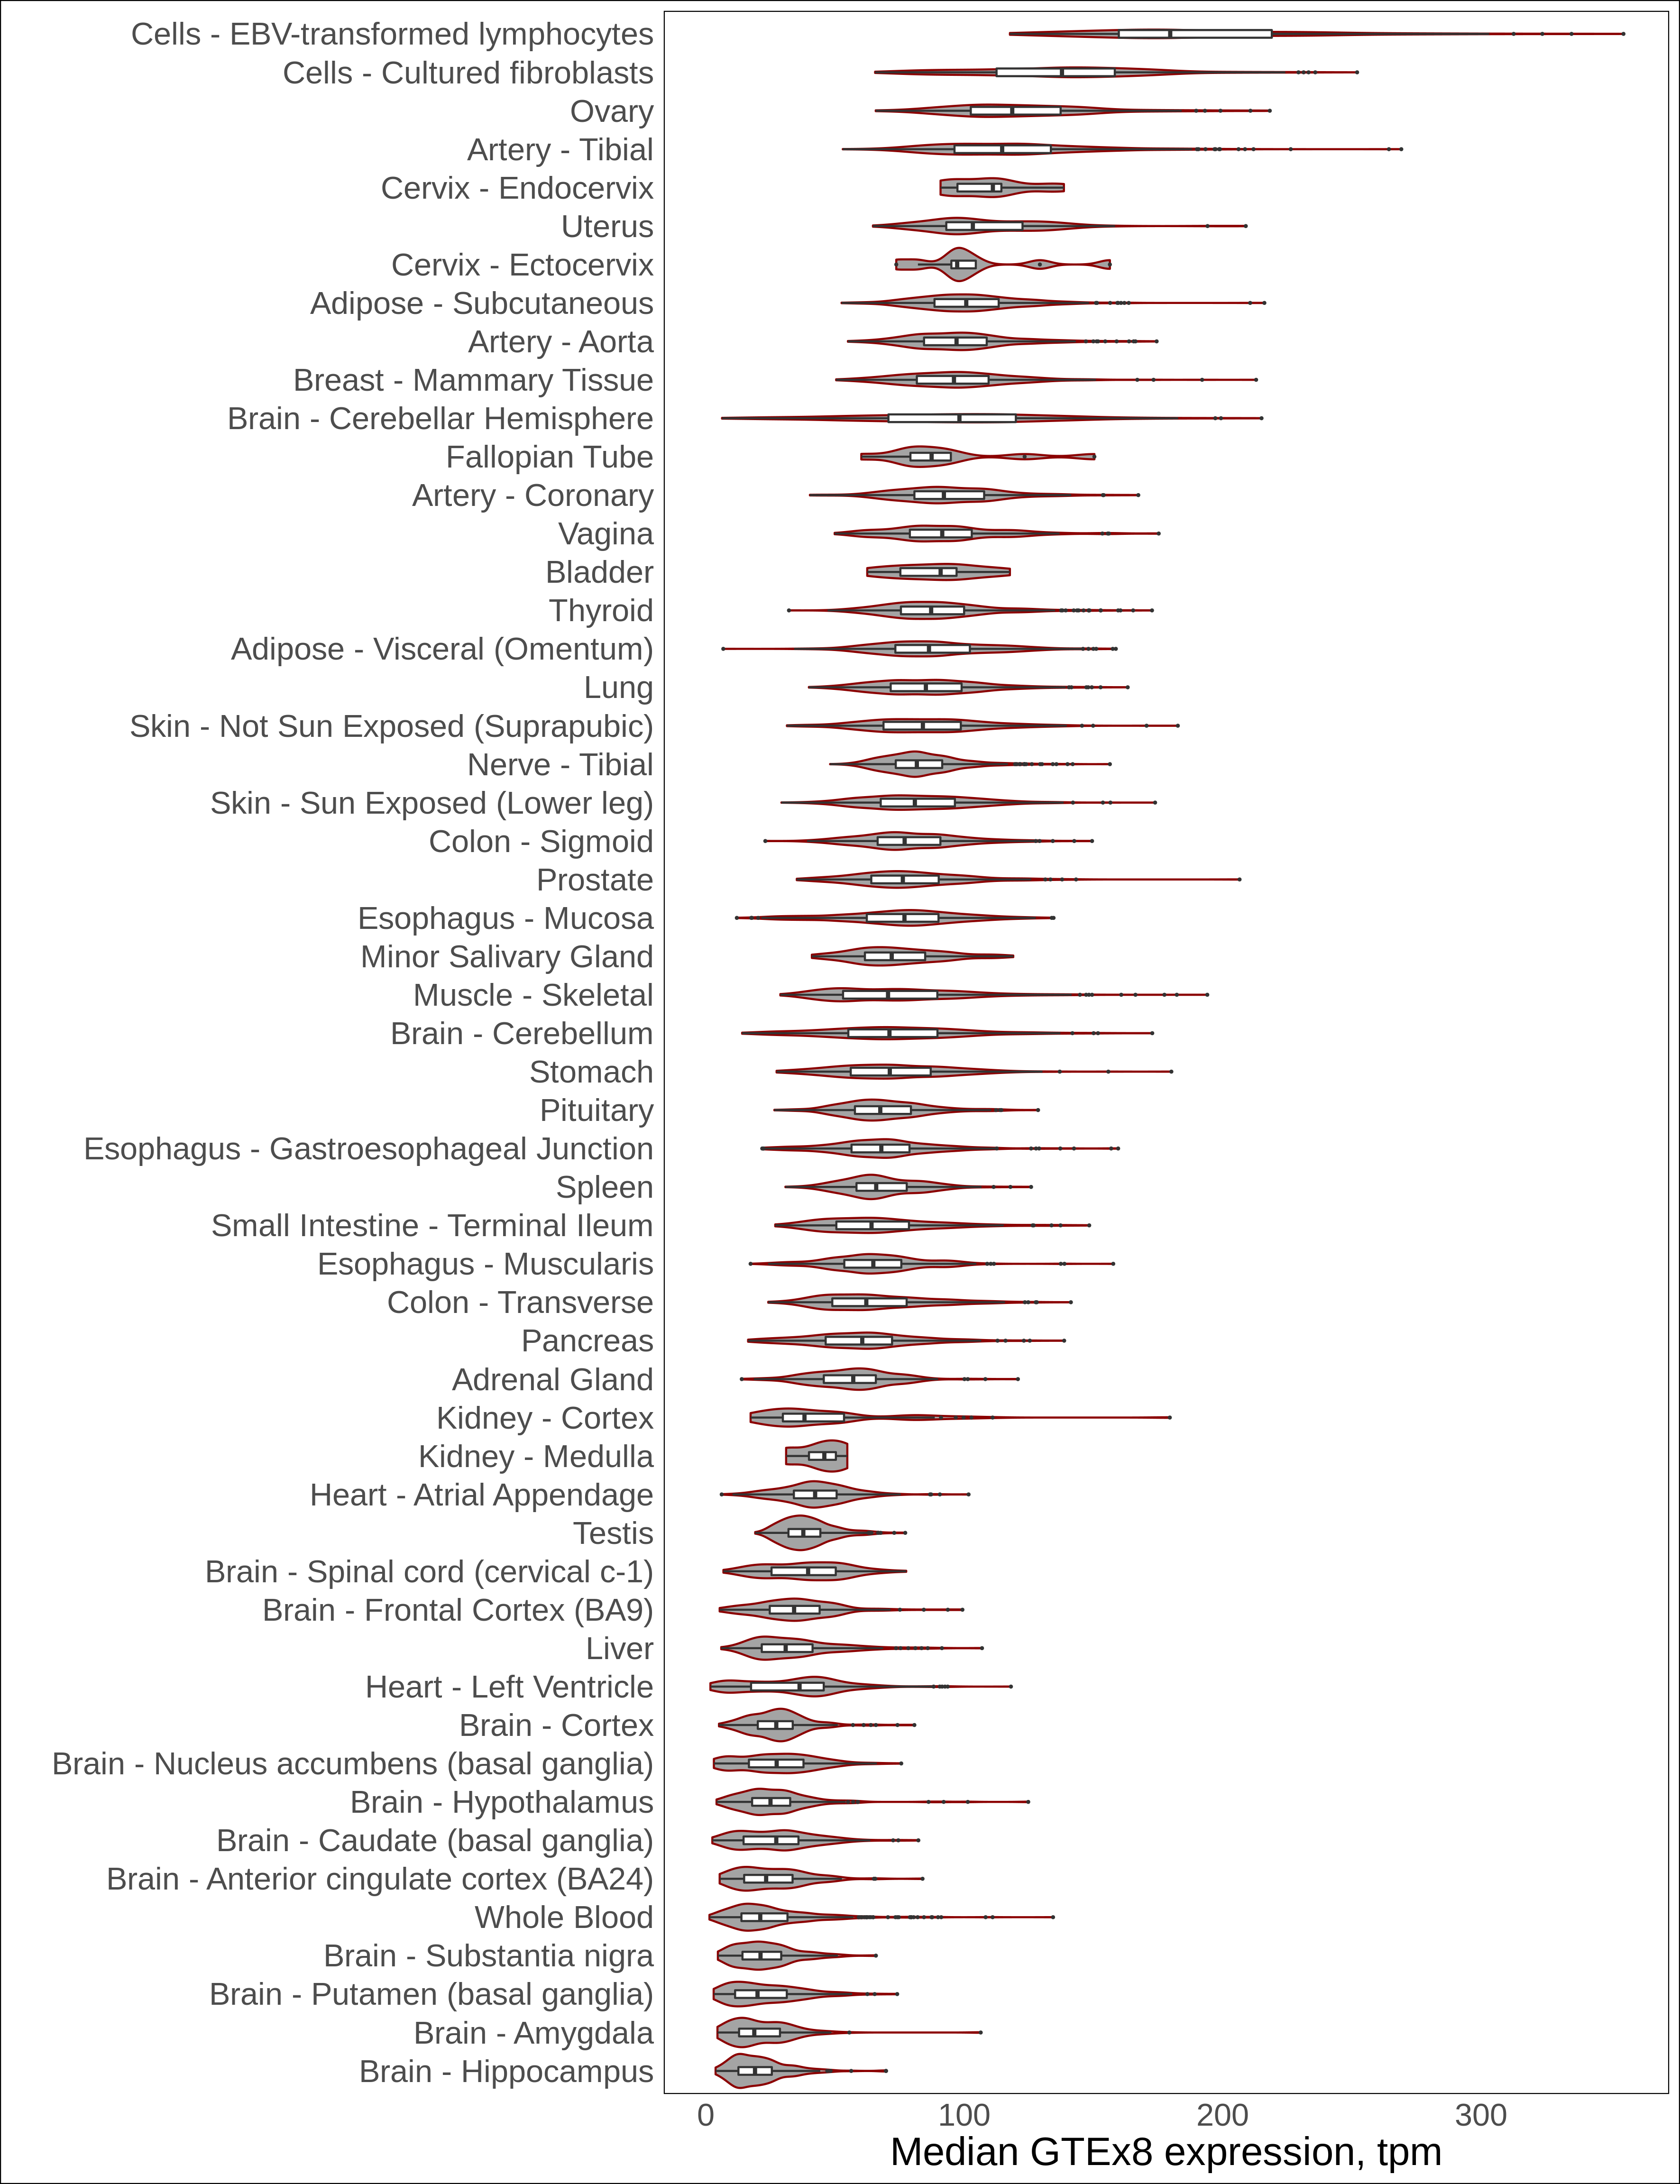 Cells - EBV-transformed lymphocytes
Cells - Cultured fibroblasts
Ovary
Artery - Tibial
Cervix - Endocervix
Uterus
Cervix - Ectocervix
Adipose - Subcutaneous
Artery - Aorta
Breast - Mammary Tissue
Brain - Cerebellar Hemisphere
Fallopian Tube
Artery - Coronary
Vagina
Bladder
Thyroid
Adipose - Visceral (Omentum)
Lung
Skin - Not Sun Exposed (Suprapubic)
Nerve - Tibial
Skin - Sun Exposed (Lower leg)
Colon - Sigmoid
Prostate
Esophagus - Mucosa
Minor Salivary Gland
Muscle - Skeletal
Brain - Cerebellum
Stomach
Pituitary
Esophagus - Gastroesophageal Junction
Spleen
Small Intestine - Terminal Ileum
Esophagus - Muscularis
Colon - Transverse
Pancreas
Adrenal Gland
Kidney - Cortex
Kidney - Medulla
Heart - Atrial Appendage
Testis
Brain - Spinal cord (cervical c-1)
Brain - Frontal Cortex (BA9)
Liver
Heart - Left Ventricle
Brain - Cortex
Brain - Nucleus accumbens (basal ganglia)
Brain - Hypothalamus
Brain - Caudate (basal ganglia)
Brain - Anterior cingulate cortex (BA24)
Whole Blood
Brain - Substantia nigra
Brain - Putamen (basal ganglia)
Brain - Amygdala
Brain - Hippocampus
0 100 200 300
Median GTEx8 expression, tpm